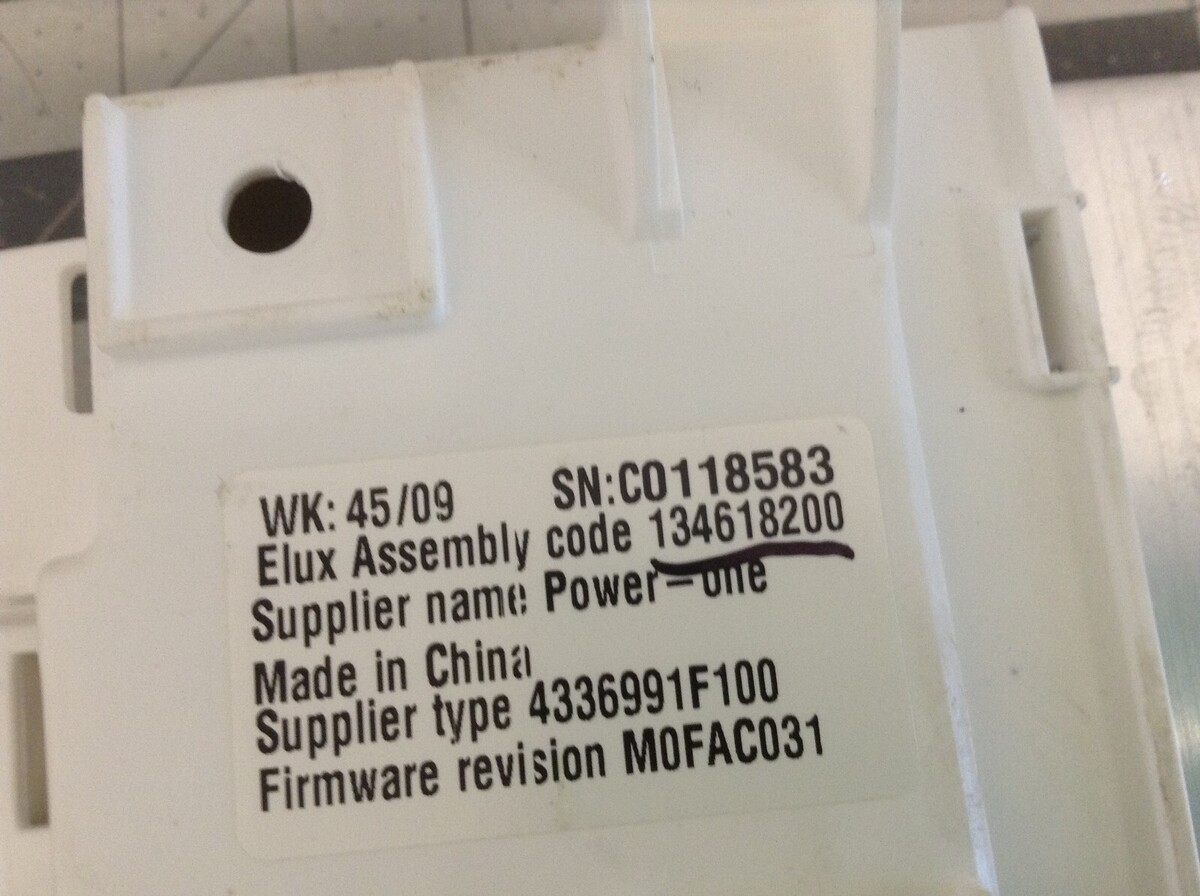 WK: 45/09 SN:C0118583
Elux Assembly code 134618200
Supplier name Power-one
Made in China
Supplier type 4336991F100
Firmware revision M0FAC031